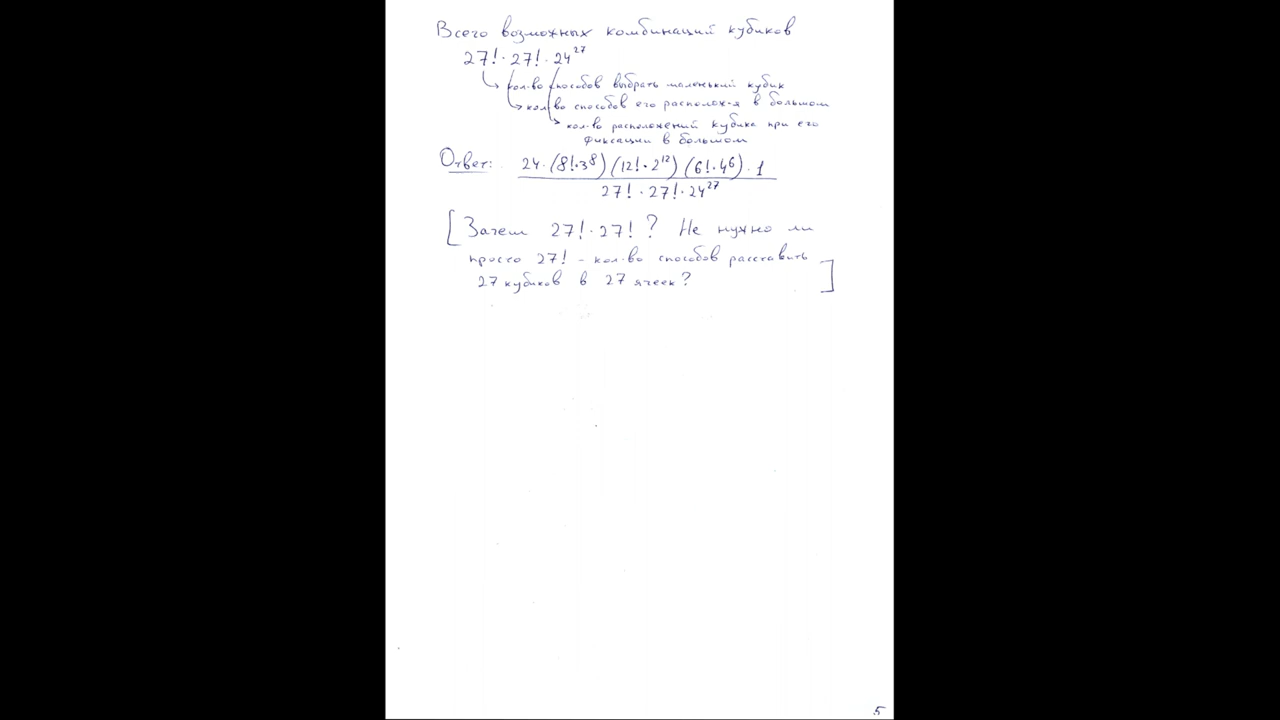 Всего возможных комбинаций кубиков
27! · 27! · 24^27
кол-во способов выбрать маленький кубик
кол-во способов его располож-я в большом
кол-во расположений кубика при его
фиксации в большом
Ответ: 24 · (8! · 3^8) (12! · 2^12) (6! · 4^6) · 1
27! · 27! · 24^27
[Зачем 27! · 27! ? Не нужно ли
просто 27! - кол-во способов расставить
27 кубиков в 27 ячеек? ]
5